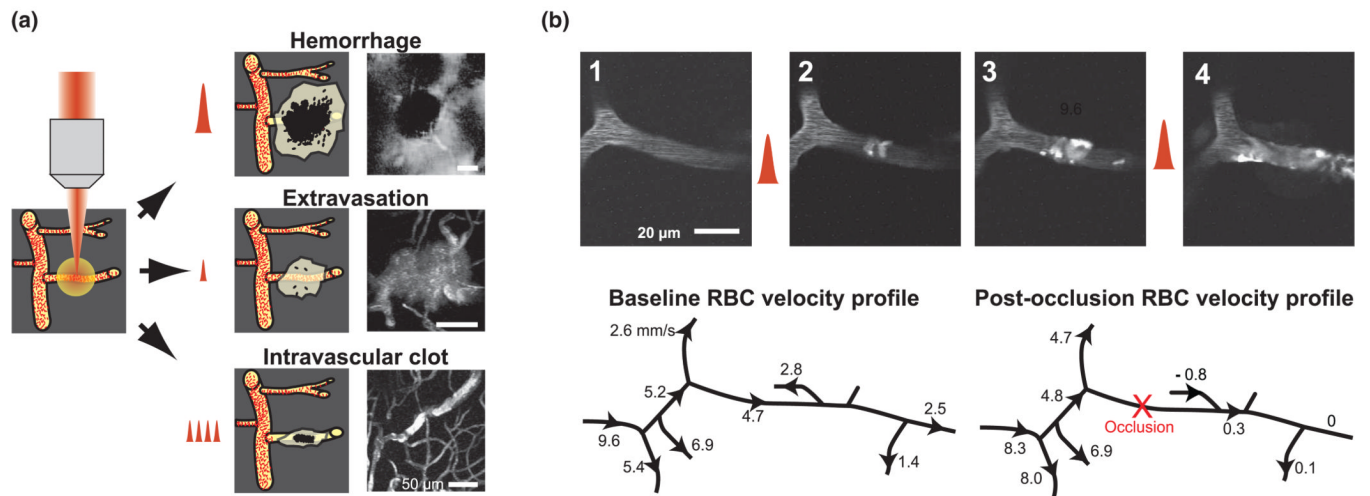 (a)
Hemorrhage
Extravasation
Intravascular clot
50 µm
(b)
1
2
3
9.6
4
20 µm
Baseline RBC velocity profile
2.6 mm/s
5.2
2.8
4.7
2.5
9.6
6.9
5.4
1.4
Post-occlusion RBC velocity profile
4.7
4.8
- 0.8
X
Occlusion
0.3
0
8.3
6.9
8.0
0.1